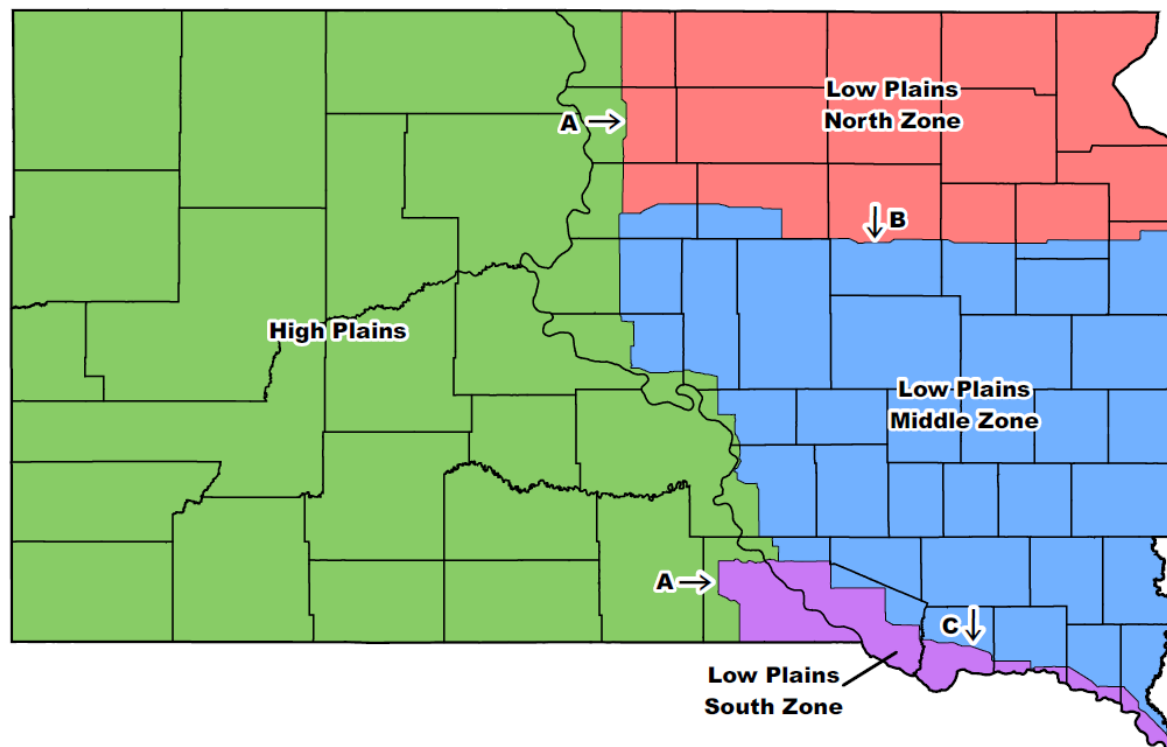 Low Plains
North Zone
A
B
High Plains
Low Plains
Middle Zone
A
C
Low Plains
South Zone